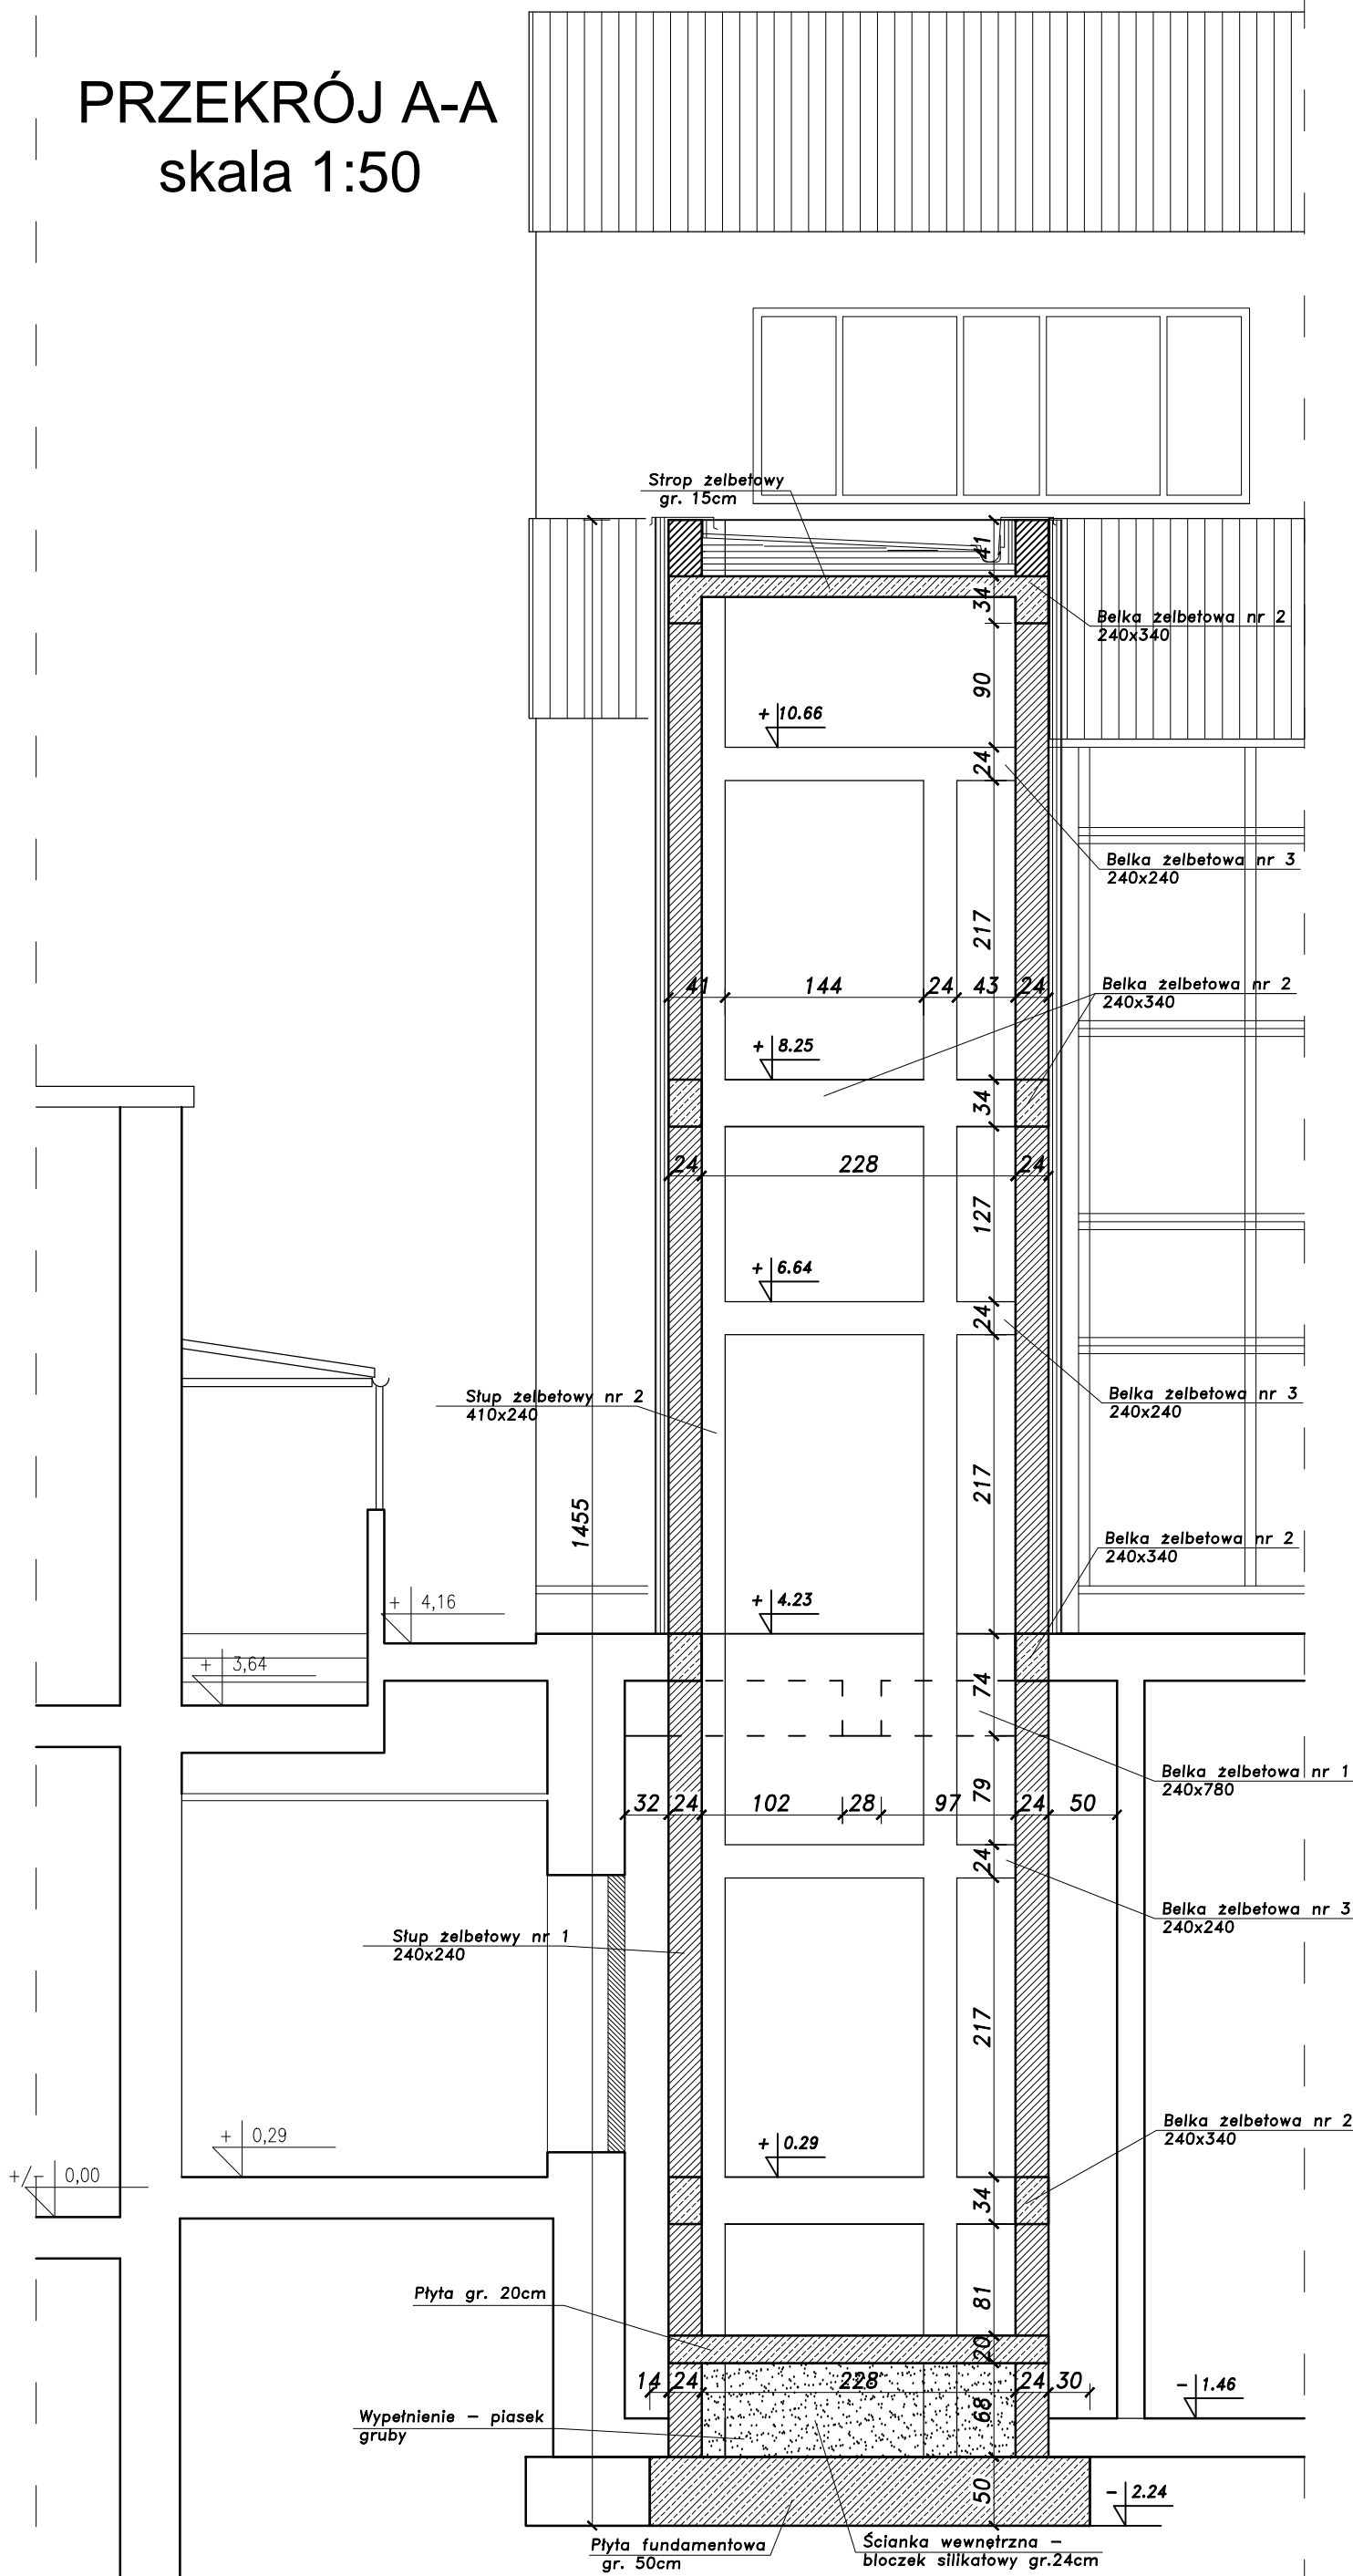 PRZEKRÓJ A-A
skala 1:50
Strop żelbetowy
gr. 15cm
41
34
Belka żelbetowa nr 2
240x340
90
+ 10.66
24
Belka żelbetowa nr 3
240x240
217
41 144 24 43 24
Belka żelbetowa nr 2
240x340
+ 8.25
34
24 228 24
127
+ 6.64
24
Słup żelbetowy nr 2
410x240
Belka żelbetowa nr 3
240x240
217
1455
Belka żelbetowa nr 2
240x340
+ 4,16
+ 4.23
+ 3,64
74
Belka żelbetowa nr 1
240x780
79
32 24 102 28 97 24 50
24
Belka żelbetowa nr 3
240x240
Słup żelbetowy nr 1
240x240
217
Belka żelbetowa nr 2
240x340
+ 0,29
+ 0.29
+/- 0,00
34
Płyta gr. 20cm
81
20
14 24 228 24 30
- 1.46
68
Wypełnienie – piasek
gruby
50
- 2.24
Płyta fundamentowa
gr. 50cm
Ścianka wewnętrzna –
bloczek silikatowy gr.24cm